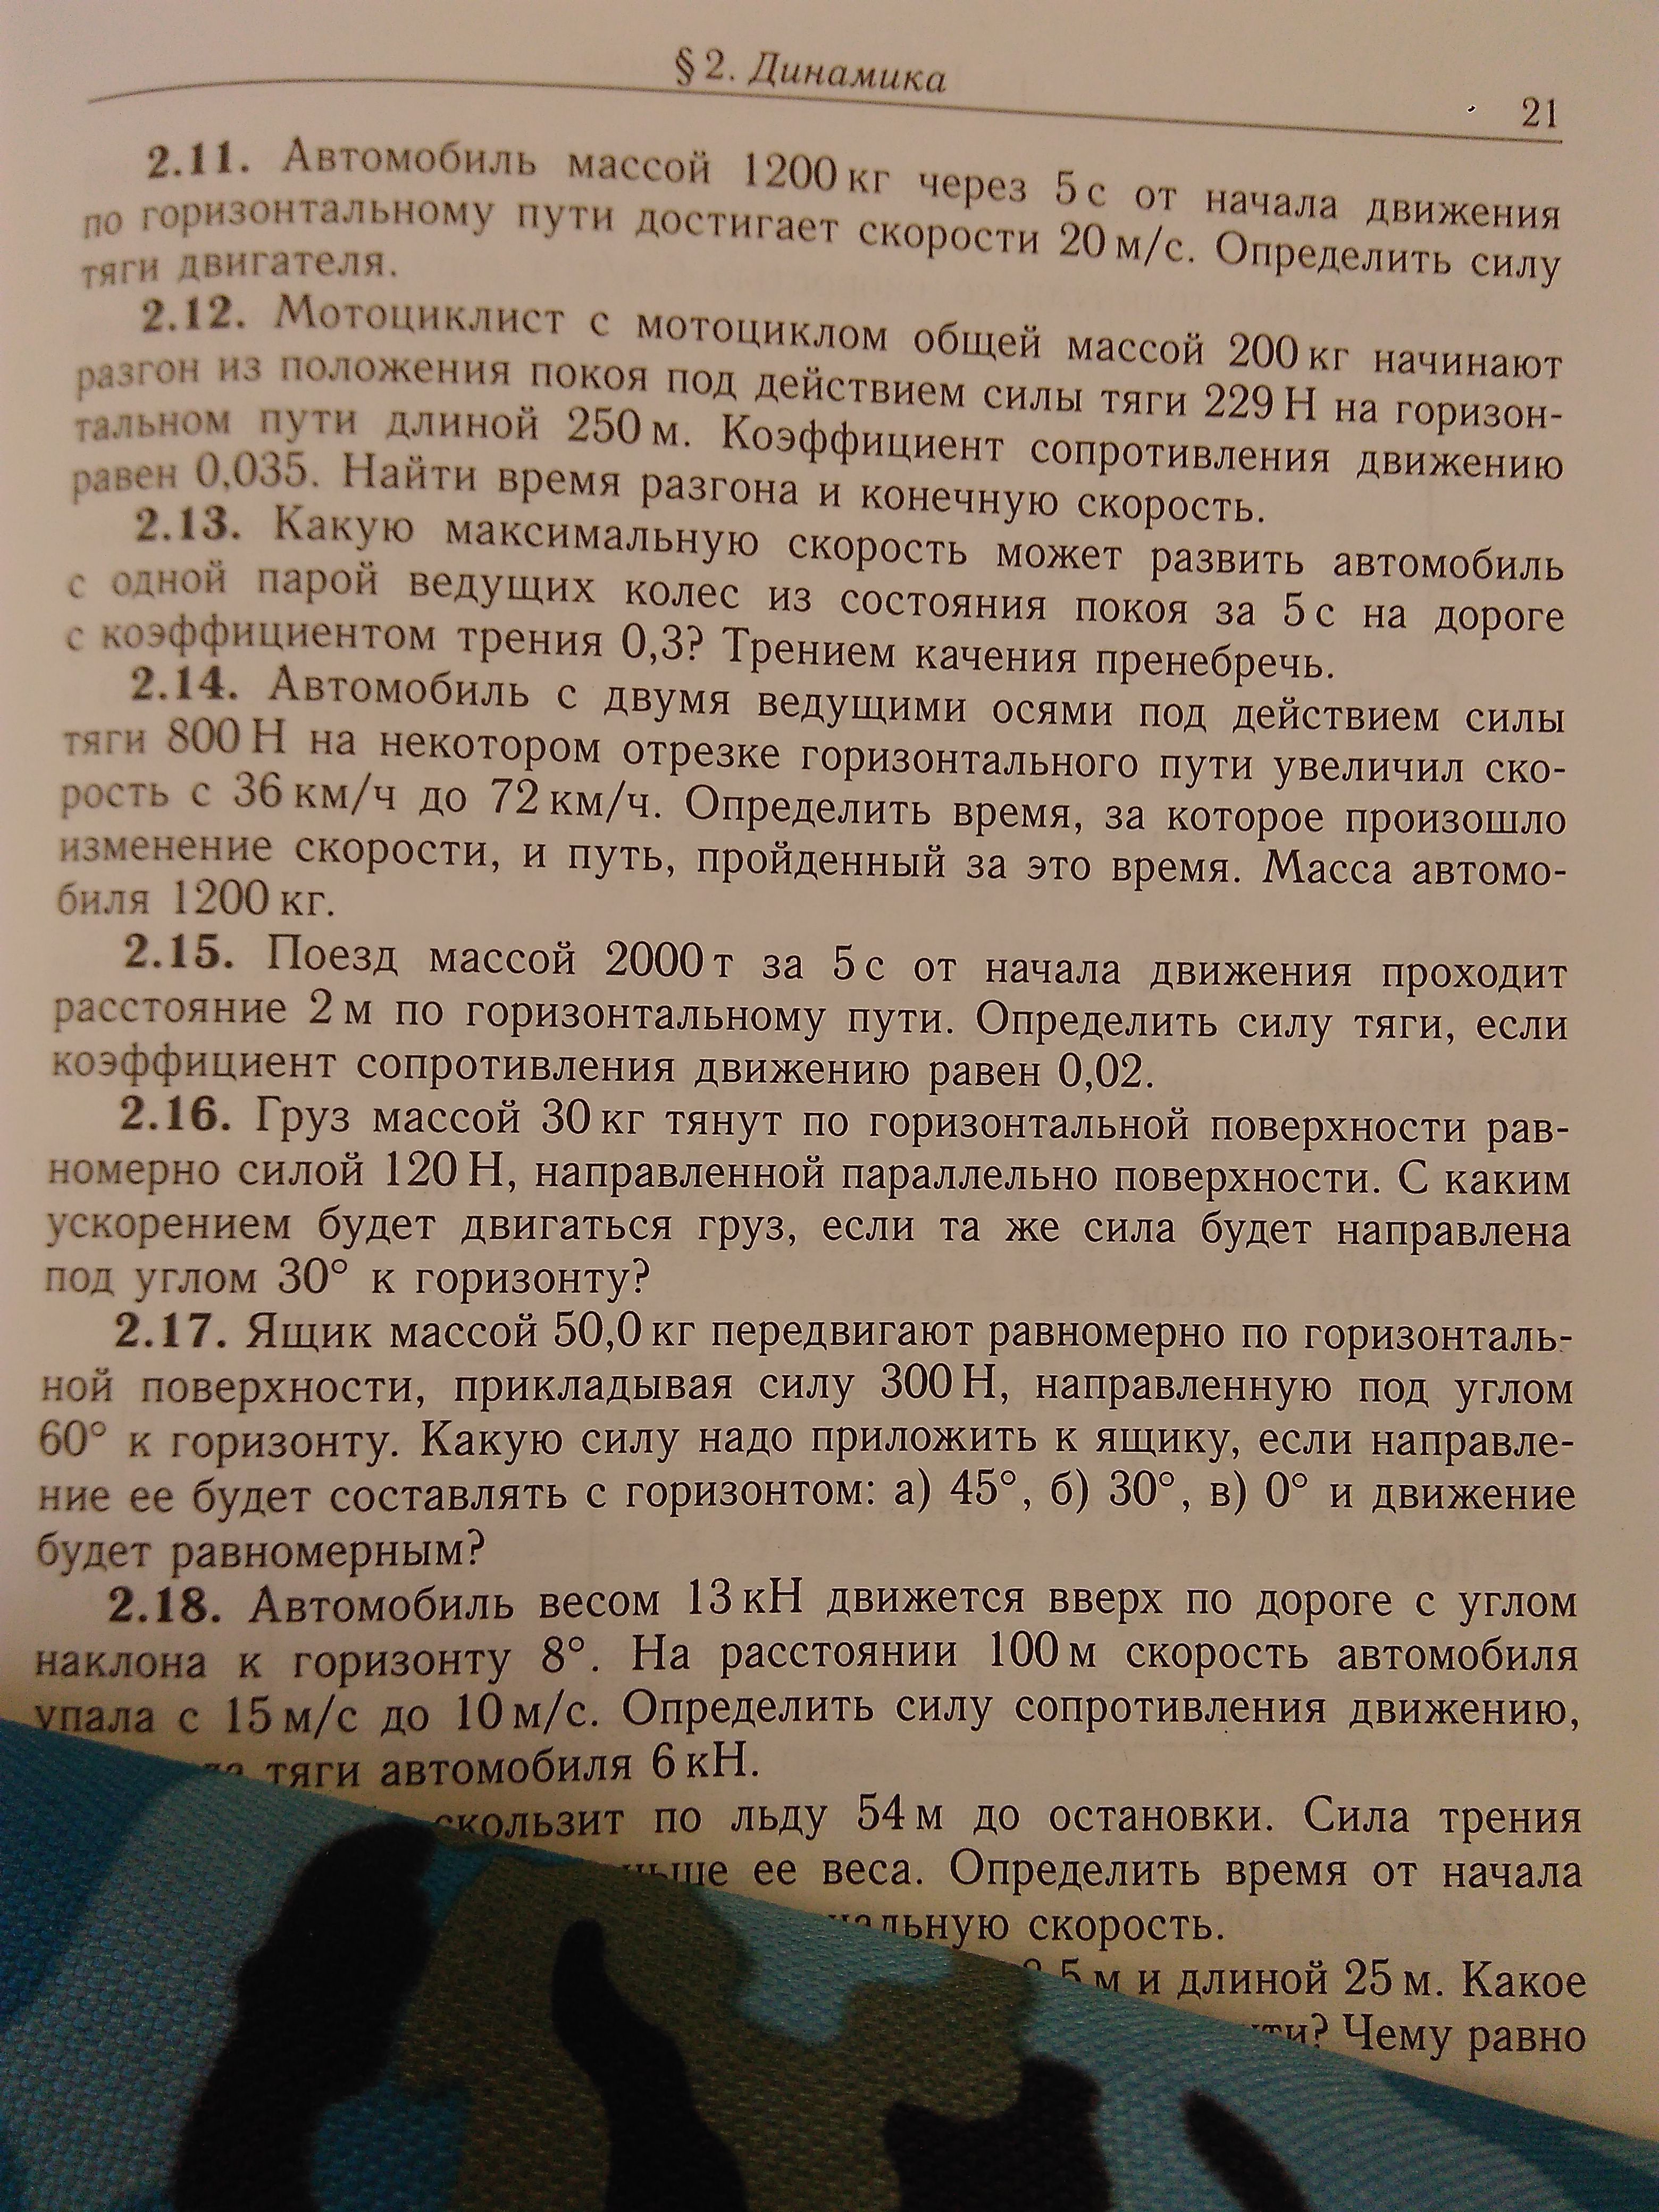 § 2. Динамика
21
2.11. Автомобиль массой 1200 кг через 5 с от начала движения
по горизонтальному пути достигает скорости 20 м/с. Определить силу
тяги двигателя.
2.12. Мотоциклист с мотоциклом общей массой 200 кг начинают
разгон из положения покоя под действием силы тяги 229 Н на горизон-
тальном пути длиной 250 м. Коэффициент сопротивления движению
равен 0,035. Найти время разгона и конечную скорость.
2.13. Какую максимальную скорость может развить автомобиль
с одной парой ведущих колес из состояния покоя за 5 с на дороге
с коэффициентом трения 0,3? Трением качения пренебречь.
2.14. Автомобиль с двумя ведущими осями под действием силы
тяги 800 Н на некотором отрезке горизонтального пути увеличил ско-
рость с 36 км/ч до 72 км/ч. Определить время, за которое произошло
изменение скорости, и путь, пройденный за это время. Масса автомо-
биля 1200 кг.
2.15. Поезд массой 2000 т за 5 с от начала движения проходит
расстояние 2 м по горизонтальному пути. Определить силу тяги, если
коэффициент сопротивления движению равен 0,02.
2.16. Груз массой 30 кг тянут по горизонтальной поверхности рав-
номерно силой 120 Н, направленной параллельно поверхности. С каким
ускорением будет двигаться груз, если та же сила будет направлена
под углом 30° к горизонту?
2.17. Ящик массой 50,0 кг передвигают равномерно по горизонталь-
ной поверхности, прикладывая силу 300 Н, направленную под углом
60° к горизонту. Какую силу надо приложить к ящику, если направле-
ние ее будет составлять с горизонтом: а) 45°, б) 30°, в) 0° и движение
будет равномерным?
2.18. Автомобиль весом 13 кН движется вверх по дороге с углом
наклона к горизонту 8°. На расстоянии 100 м скорость автомобиля
упала с 15 м/с до 10 м/с. Определить силу сопротивления движению,
тяги автомобиля 6 кН.
скользит по льду 54 м до остановки. Сила трения
ее веса. Определить время от начала
скорость.
м и длиной 25 м. Какое
Чему равно